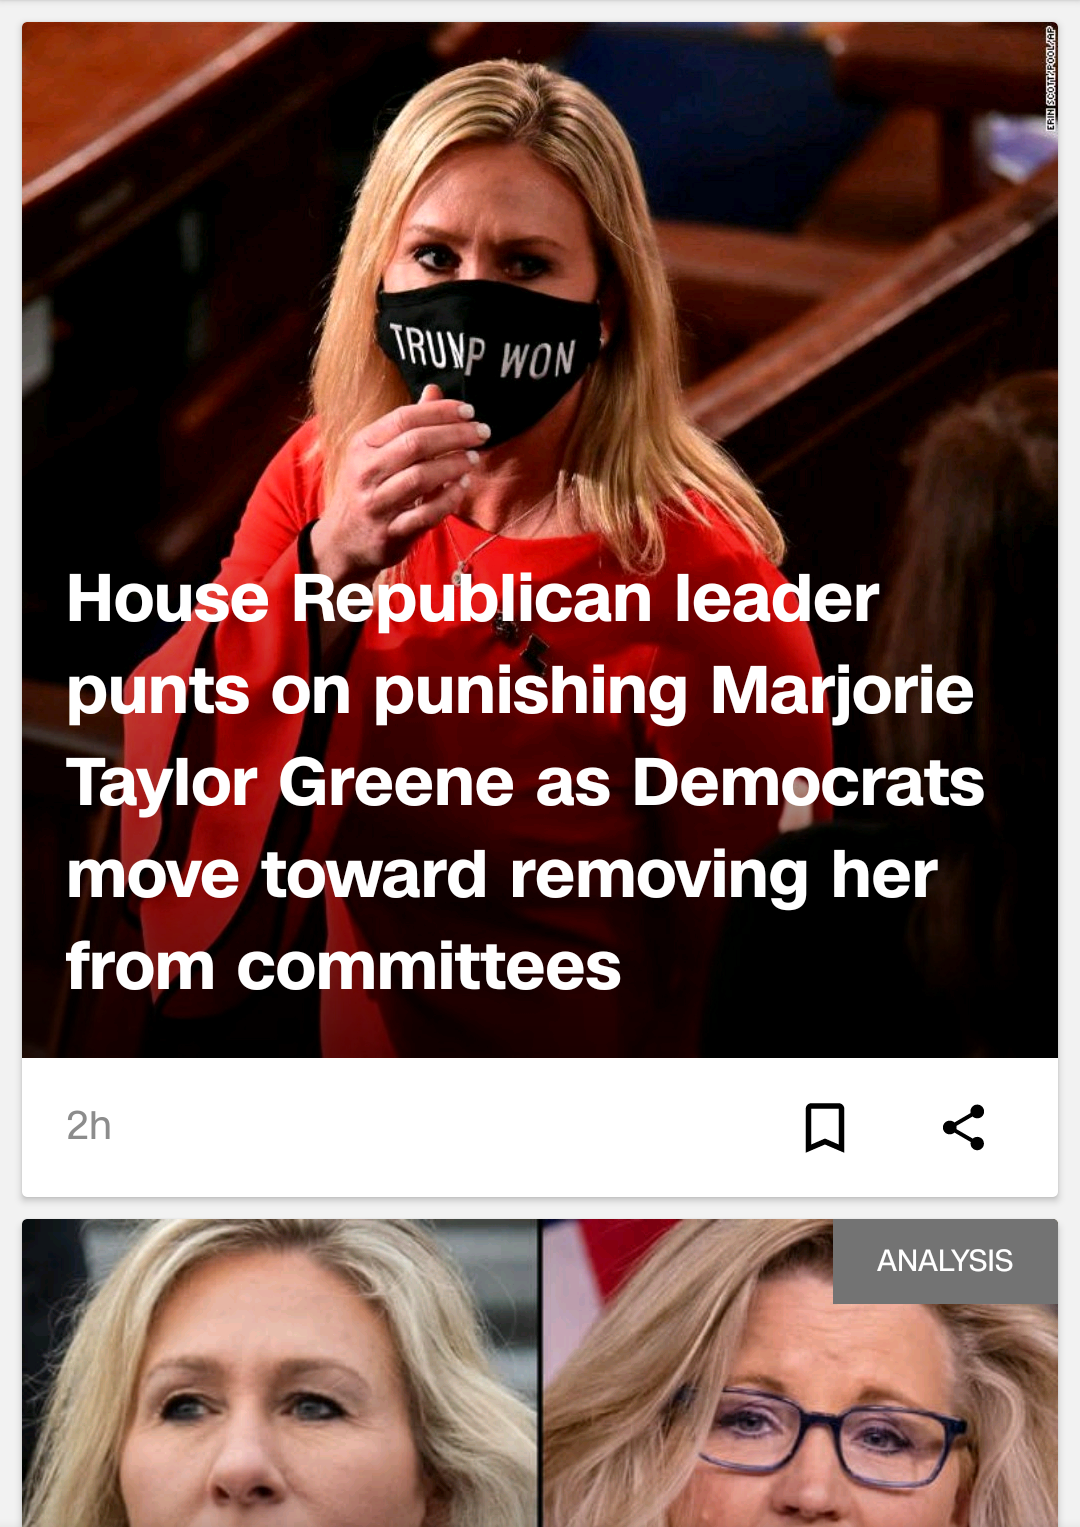 ERIN SCOTT/POOL/AP
TRUMP WON
House Republican leader
punts on punishing Marjorie
Taylor Greene as Democrats
move toward removing her
from committees
2h
ANALYSIS